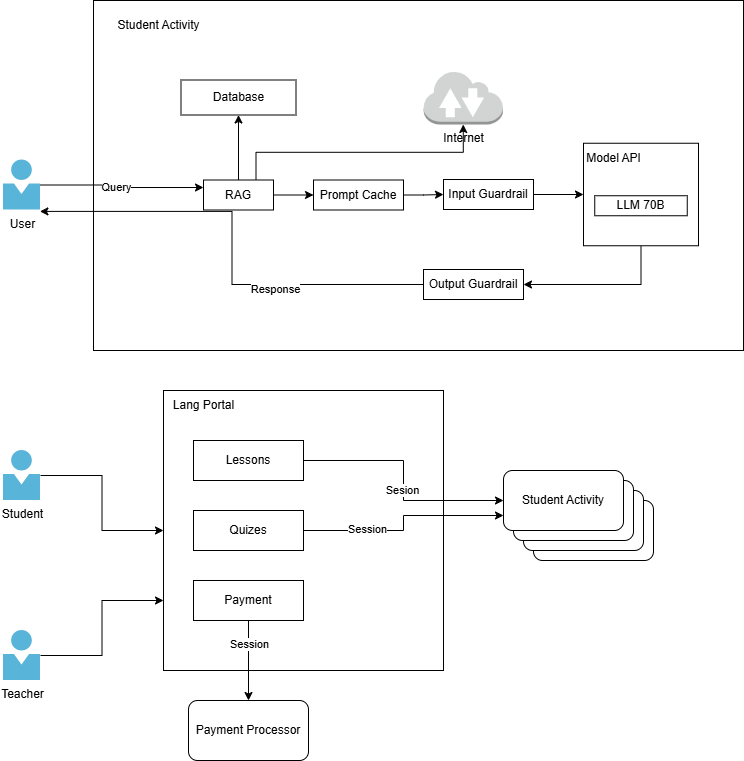 Student Activity
Database
Internet
Model API
Query
RAG
Prompt Cache
Input Guardrail
LLM 70B
User
Response
Output Guardrail
Lang Portal
Lessons
Sesion
Student Activity
Student
Quizes
Session
Payment
Session
Teacher
Payment Processor